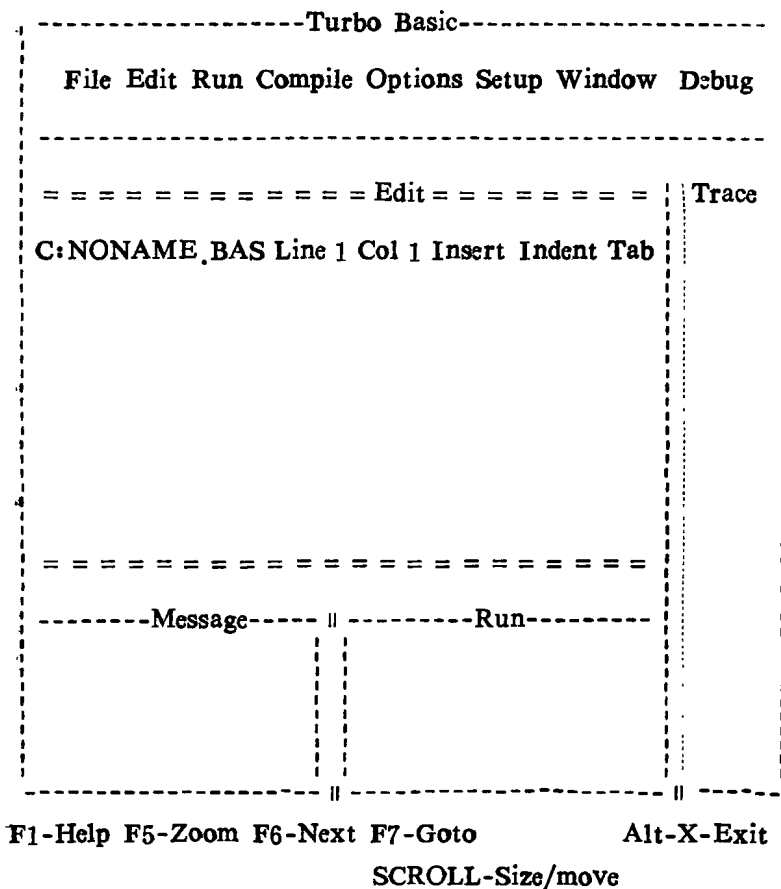 Turbo Basic
File Edit Run Compile Options Setup Window Debug
Edit
Trace
C:NONAME.BAS Line 1 Col 1 Insert Indent Tab
Message
Run
F1-Help F5-Zoom F6-Next F7-Goto Alt-X-Exit
SCROLL-Size/move